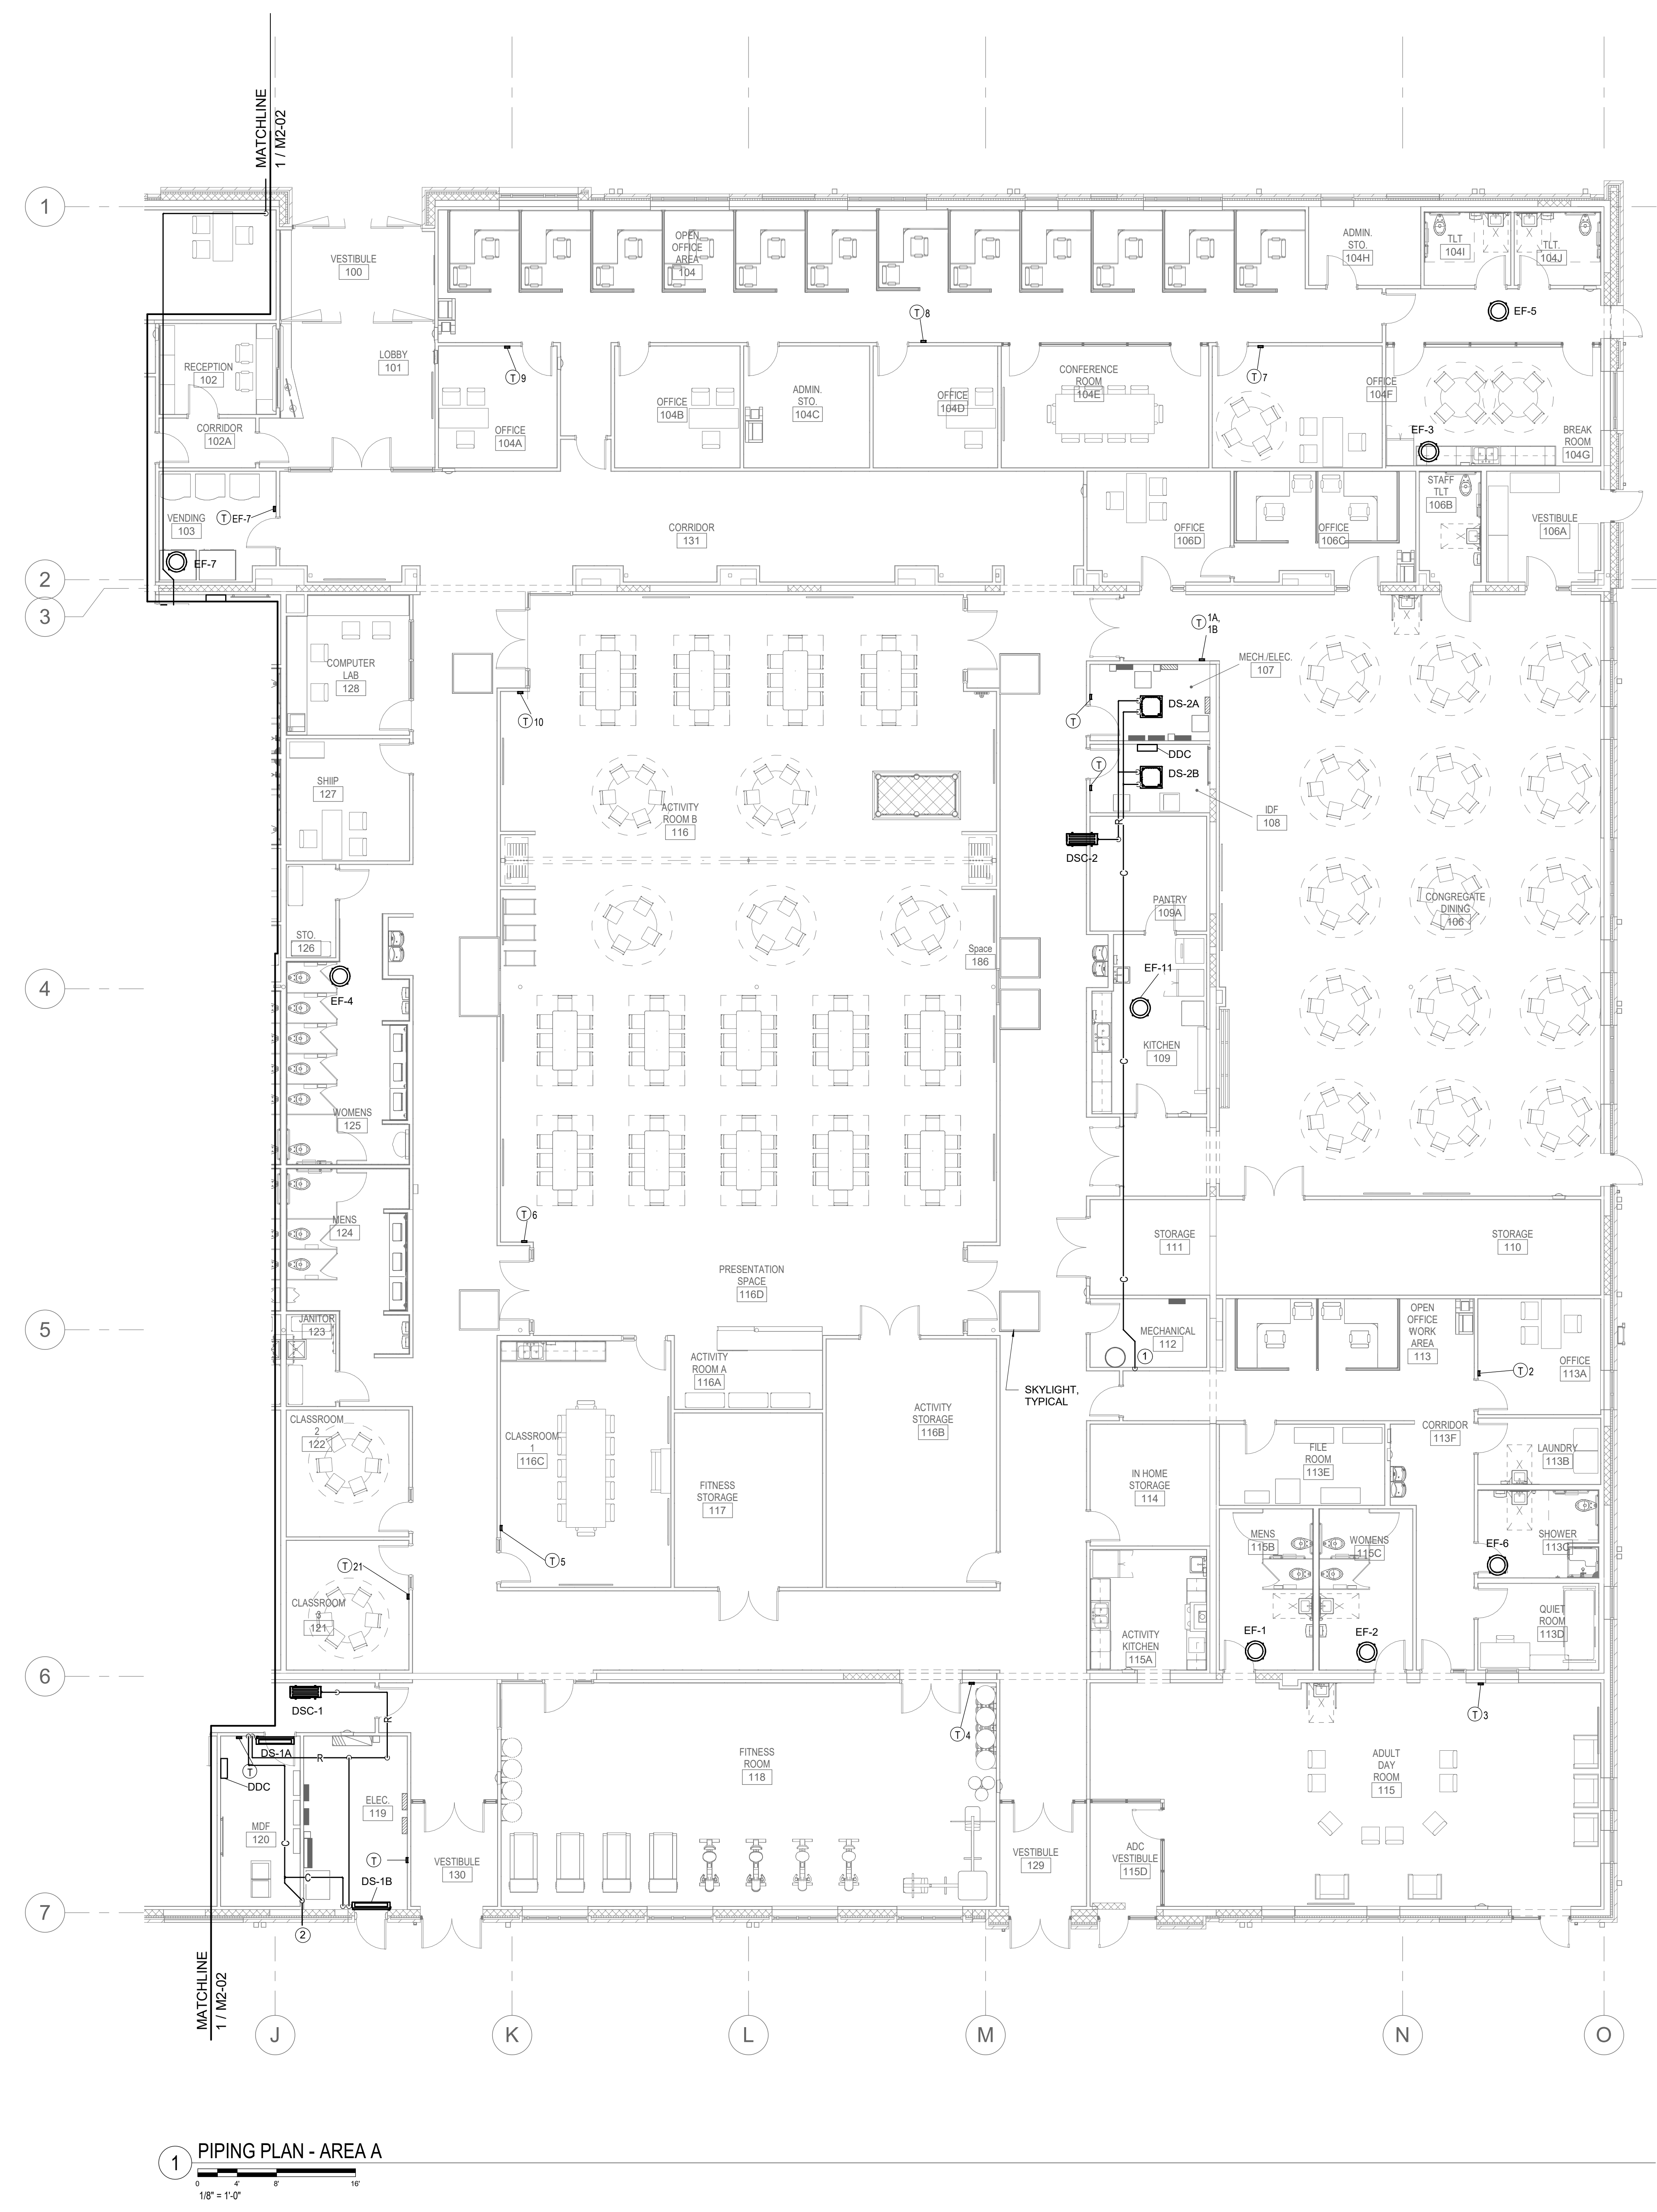 MATCHLINE
1 / M2-02
1
VESTIBULE
100
OPEN
OFFICE
AREA
104
ADMIN.
STO.
104H
TLT
104I
TLT.
104J
EF-5
T 8
LOBBY
101
RECEPTION
102
T 9
T 7
CONFERENCE
ROOM
104E
OFFICE
104F
OFFICE
104B
ADMIN.
STO.
104C
OFFICE
104D
CORRIDOR
102A
OFFICE
104A
EF-3
BREAK
ROOM
104G
STAFF
TLT
106B
VENDING
103
T EF-7
EF-7
CORRIDOR
131
OFFICE
106D
OFFICE
106C
VESTIBULE
106A
2
3
T 1A,
1B
COMPUTER
LAB
128
MECH./ELEC.
107
T 10
T
DS-2A
DDC
T
DS-2B
SHIIP
127
ACTIVITY
ROOM B
116
IDF
108
R
DSC-2
C
PANTRY
109A
CONGREGATE
DINING
106
STO.
126
Space
186
4
EF-4
EF-11
KITCHEN
109
C
WOMENS
125
MENS
124
T 6
STORAGE
111
STORAGE
110
PRESENTATION
SPACE
116D
C
5
JANITOR
123
MECHANICAL
112
1
OPEN
OFFICE
WORK
AREA
113
OFFICE
113A
T 2
ACTIVITY
ROOM A
116A
SKYLIGHT,
TYPICAL
CLASSROOM
2
122
CLASSROOM
1
116C
ACTIVITY
STORAGE
116B
CORRIDOR
113F
LAUNDRY
113B
FILE
ROOM
113E
IN HOME
STORAGE
114
FITNESS
STORAGE
117
T 5
T 21
MENS
115B
WOMENS
115C
SHOWER
113C
EF-6
CLASSROOM
3
121
QUIET
ROOM
113D
ACTIVITY
KITCHEN
115A
EF-1
EF-2
6
DSC-1
C
R
T 4
T 3
DS-1A
R
T
DDC
FITNESS
ROOM
118
ADULT
DAY
ROOM
115
ELEC.
119
MDF
120
C
T
C
DS-1B
VESTIBULE
130
VESTIBULE
129
ADC
VESTIBULE
115D
7
2
MATCHLINE
1 / M2-02
J
K
L
M
N
O
1
PIPING PLAN - AREA A
0 4' 8' 16'
1/8" = 1'-0"